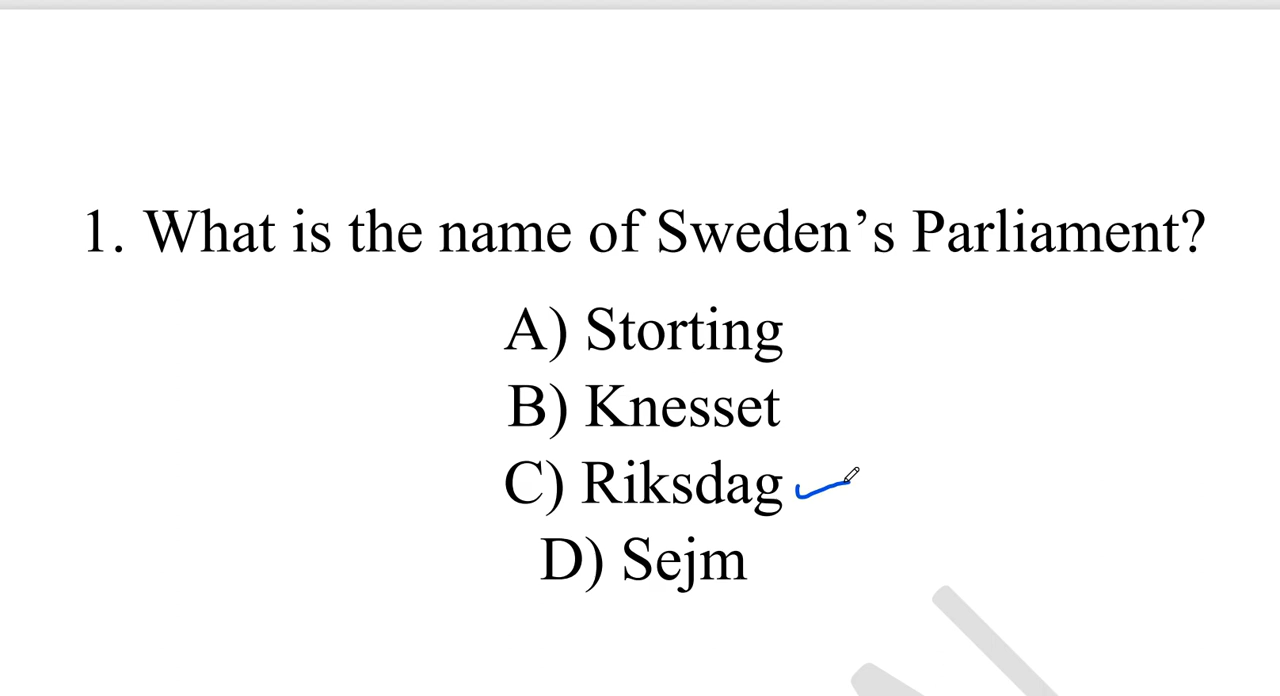 1. What is the name of Sweden’s Parliament?
A) Storting
B) Knesset
C) Riksdag
D) Sejm